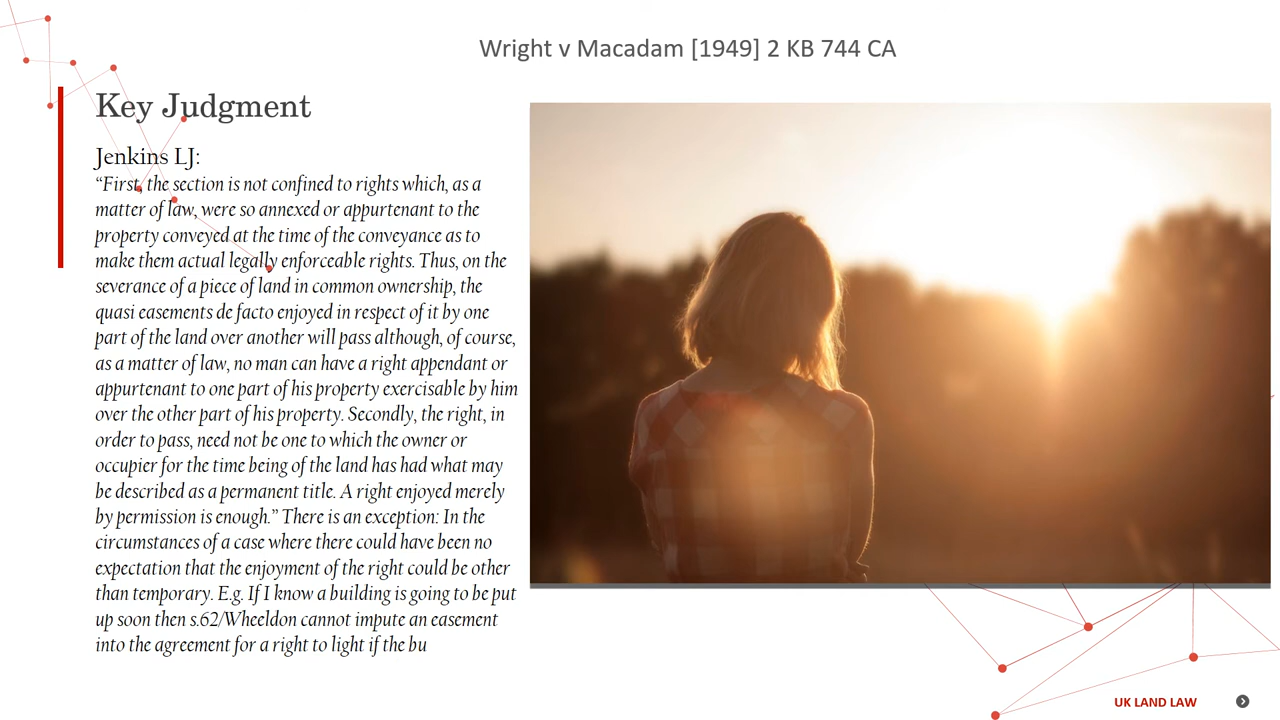 Wright v Macadam [1949] 2 KB 744 CA
Key Judgment
Jenkins LJ:
“First, the section is not confined to rights which, as a
matter of law, were so annexed or appurtenant to the
property conveyed at the time of the conveyance as to
make them actual legally enforceable rights. Thus, on the
severance of a piece of land in common ownership, the
quasi easements de facto enjoyed in respect of it by one
part of the land over another will pass although, of course,
as a matter of law, no man can have a right appendant or
appurtenant to one part of his property exercisable by him
over the other part of his property. Secondly, the right, in
order to pass, need not be one to which the owner or
occupier for the time being of the land has had what may
be described as a permanent title. A right enjoyed merely
by permission is enough.” There is an exception: In the
circumstances of a case where there could have been no
expectation that the enjoyment of the right could be other
than temporary. E.g. If I know a building is going to be put
up soon then s.62/Wheeldon cannot impute an easement
into the agreement for a right to light if the bu
UK LAND LAW